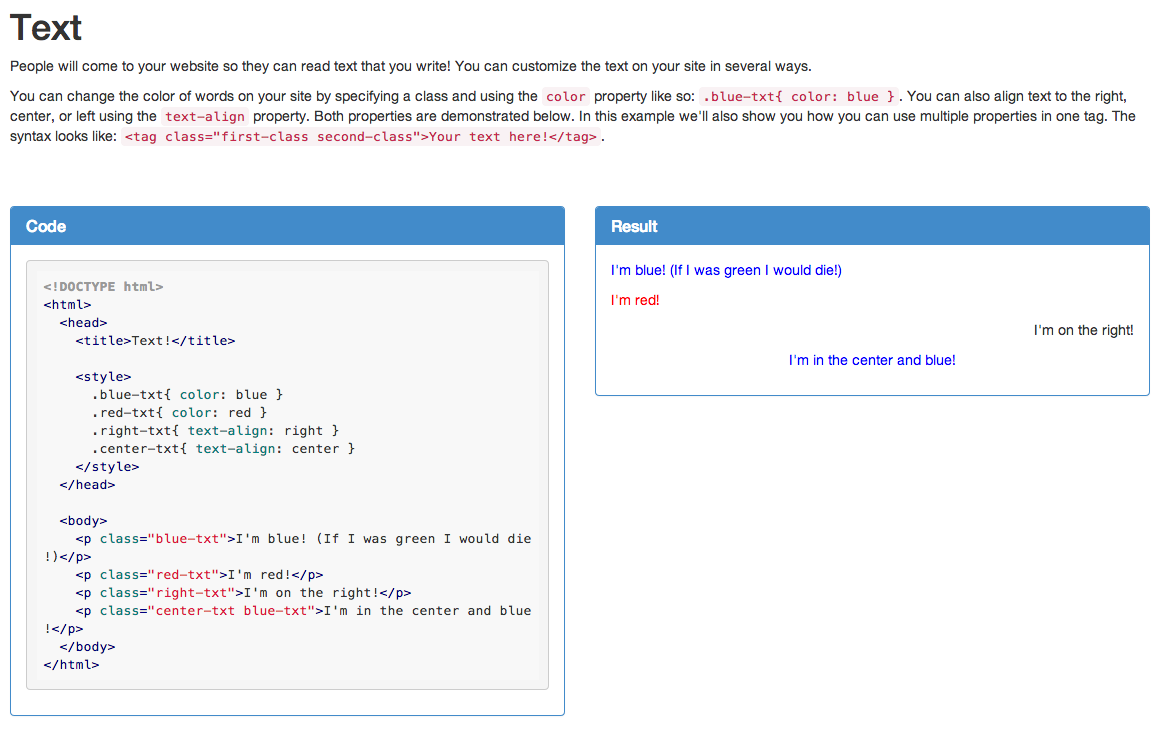 Text
People will come to your website so they can read text that you write! You can customize the text on your site in several ways.
You can change the color of words on your site by specifying a class and using the color property like so: .blue-txt{ color: blue } . You can also align text to the right,
center, or left using the text-align property. Both properties are demonstrated below. In this example we'll also show you how you can use multiple properties in one tag. The
syntax looks like: <tag class="first-class second-class">Your text here!</tag> .
Code
<!DOCTYPE html>
<html>
<head>
<title>Text!</title>
<style>
.blue-txt{ color: blue }
.red-txt{ color: red }
.right-txt{ text-align: right }
.center-txt{ text-align: center }
</style>
</head>
<body>
<p class="blue-txt">I'm blue! (If I was green I would die
!)</p>
<p class="red-txt">I'm red!</p>
<p class="right-txt">I'm on the right!</p>
<p class="center-txt blue-txt">I'm in the center and blue
!</p>
</body>
</html>
Result
I'm blue! (If I was green I would die!)
I'm red!
I'm on the right!
I'm in the center and blue!